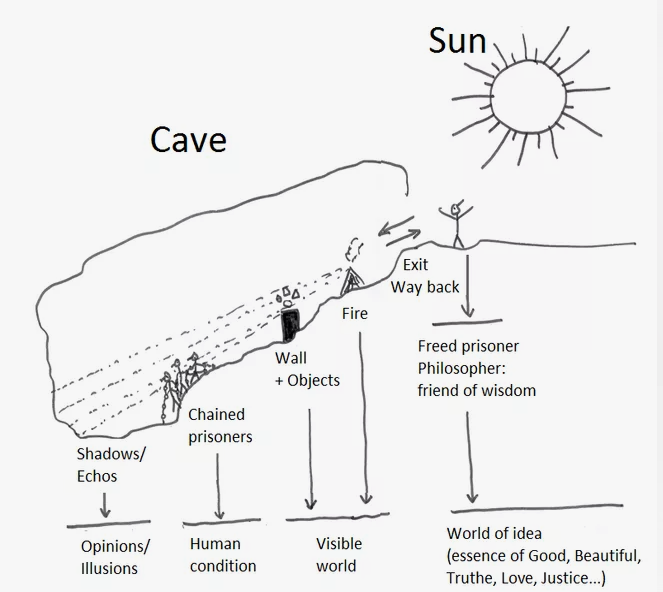 Sun
Cave
Exit
Way back
Fire
Freed prisoner
Philosopher:
friend of wisdom
Wall
+ Objects
Chained
prisoners
Shadows/
Echos
Opinions/
Illusions
Human
condition
Visible
world
World of idea
(essence of Good, Beautiful,
Truthe, Love, Justice...)